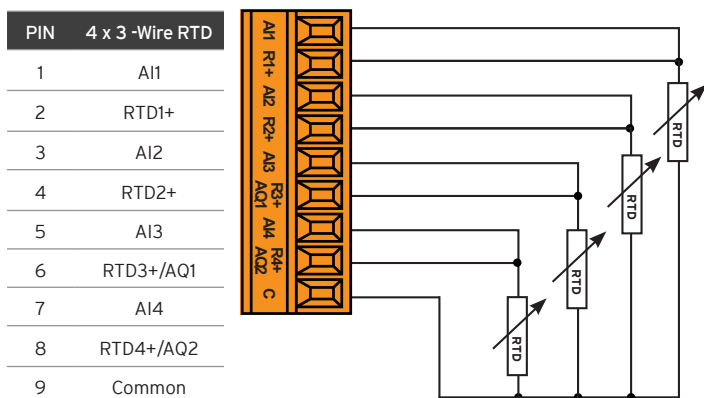 PIN 4 x 3 -Wire RTD
1 AI1
2 RTD1+
3 AI2
4 RTD2+
5 AI3
6 RTD3+/AQ1
7 AI4
8 RTD4+/AQ2
9 Common
AI1
R1+
AI2
R2+
AI3
R3+
AQ1
AI4
R4+
AQ2
C
RTD
RTD
RTD
RTD